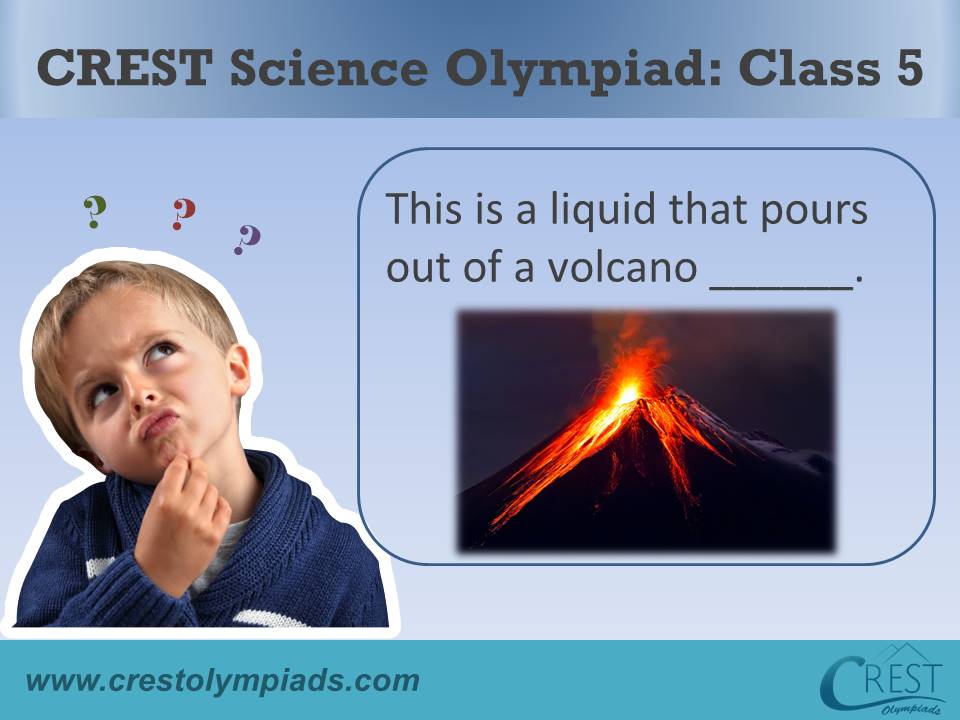 CREST Science Olympiad: Class 5
? ? ?
This is a liquid that pours
out of a volcano ______.
www.crestolympiads.com
CREST
Olympiads